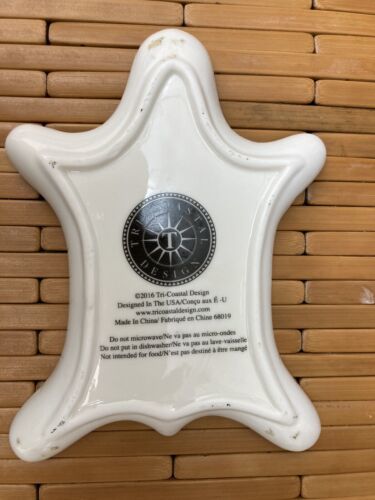 TRI-COASTAL
T
DESIGN
©2016 Tri-Coastal Design
Designed In The USA/Conçu aux É -U
www.tricoastaldesign.com
Made In China/ Fabriqué en Chine 68019
Do not microwave/Ne va pas au micro-ondes
Do not put in dishwasher/Ne va pas au lave-vaisselle
Not intended for food/N'est pas destiné à être mangé